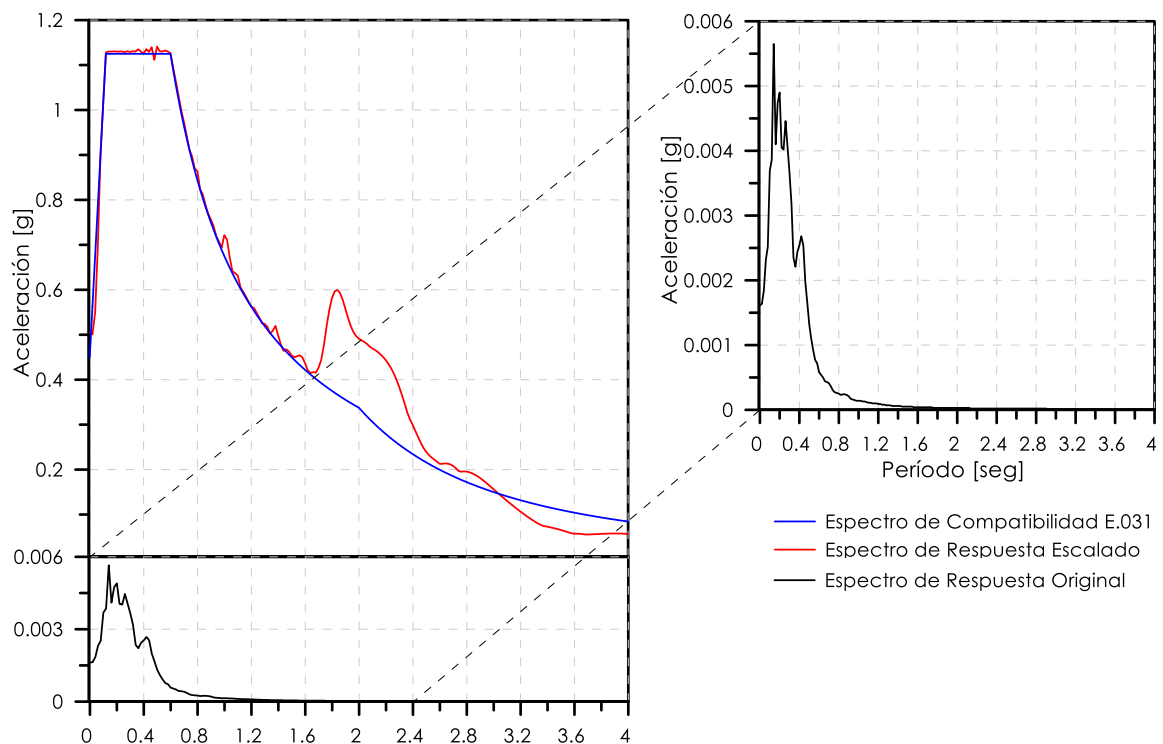 1.2
1
0.8
0.6
0.4
0.2
Aceleración [g]
0.006
0.003
0
0 0.4 0.8 1.2 1.6 2 2.4 2.8 3.2 3.6 4
0.006
0.005
0.004
0.003
0.002
0.001
0
Aceleración [g]
0 0.4 0.8 1.2 1.6 2 2.4 2.8 3.2 3.6 4
Período [seg]
Espectro de Compatibilidad E.031
Espectro de Respuesta Escalado
Espectro de Respuesta Original